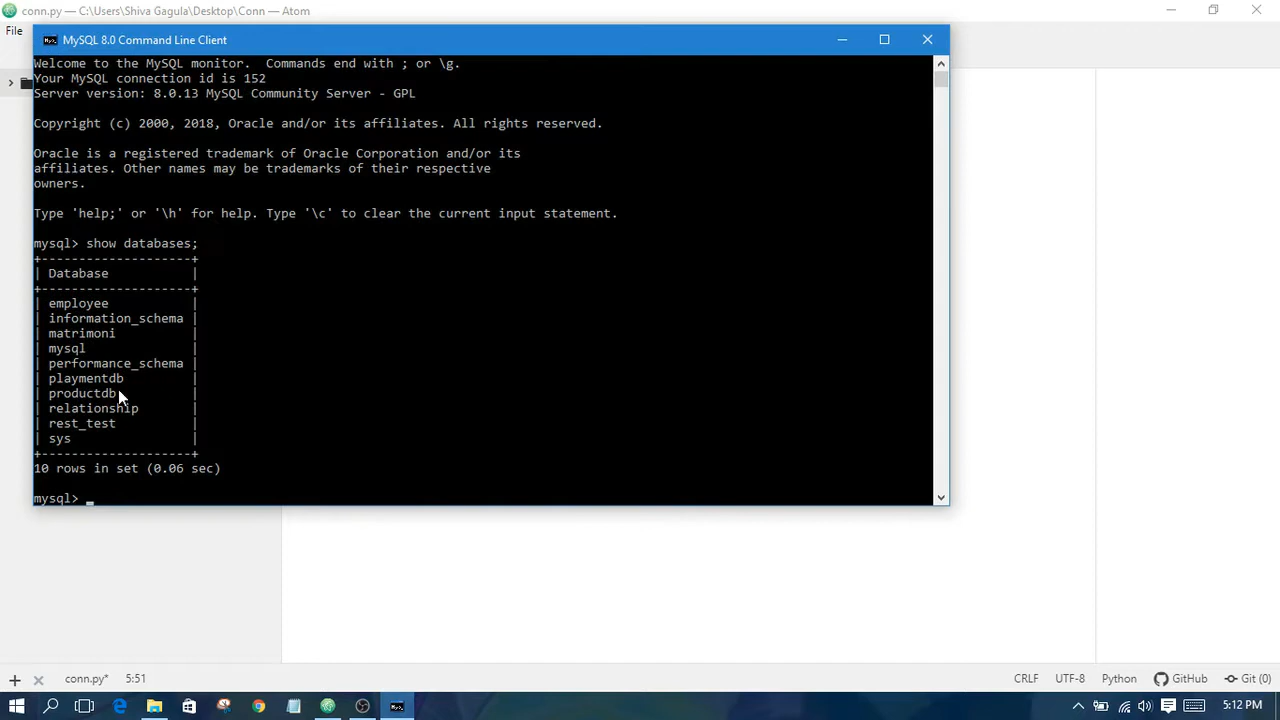 conn.py — C:\Users\Shiva Gagula\Desktop\Conn — Atom
File
MySQL 8.0 Command Line Client
Welcome to the MySQL monitor.  Commands end with ; or \g.
Your MySQL connection id is 152
Server version: 8.0.13 MySQL Community Server - GPL
Copyright (c) 2000, 2018, Oracle and/or its affiliates. All rights reserved.
Oracle is a registered trademark of Oracle Corporation and/or its
affiliates. Other names may be trademarks of their respective
owners.
Type 'help;' or '\h' for help. Type '\c' to clear the current input statement.
mysql> show databases;
+--------------------+
| Database           |
+--------------------+
| employee           |
| information_schema |
| matrimoni          |
| mysql              |
| performance_schema |
| playmentdb         |
| productdb          |
| relationship       |
| rest_test          |
| sys                |
+--------------------+
10 rows in set (0.06 sec)
mysql> _
conn.py* 5:51 CRLF UTF-8 Python GitHub Git (0)
5:12 PM